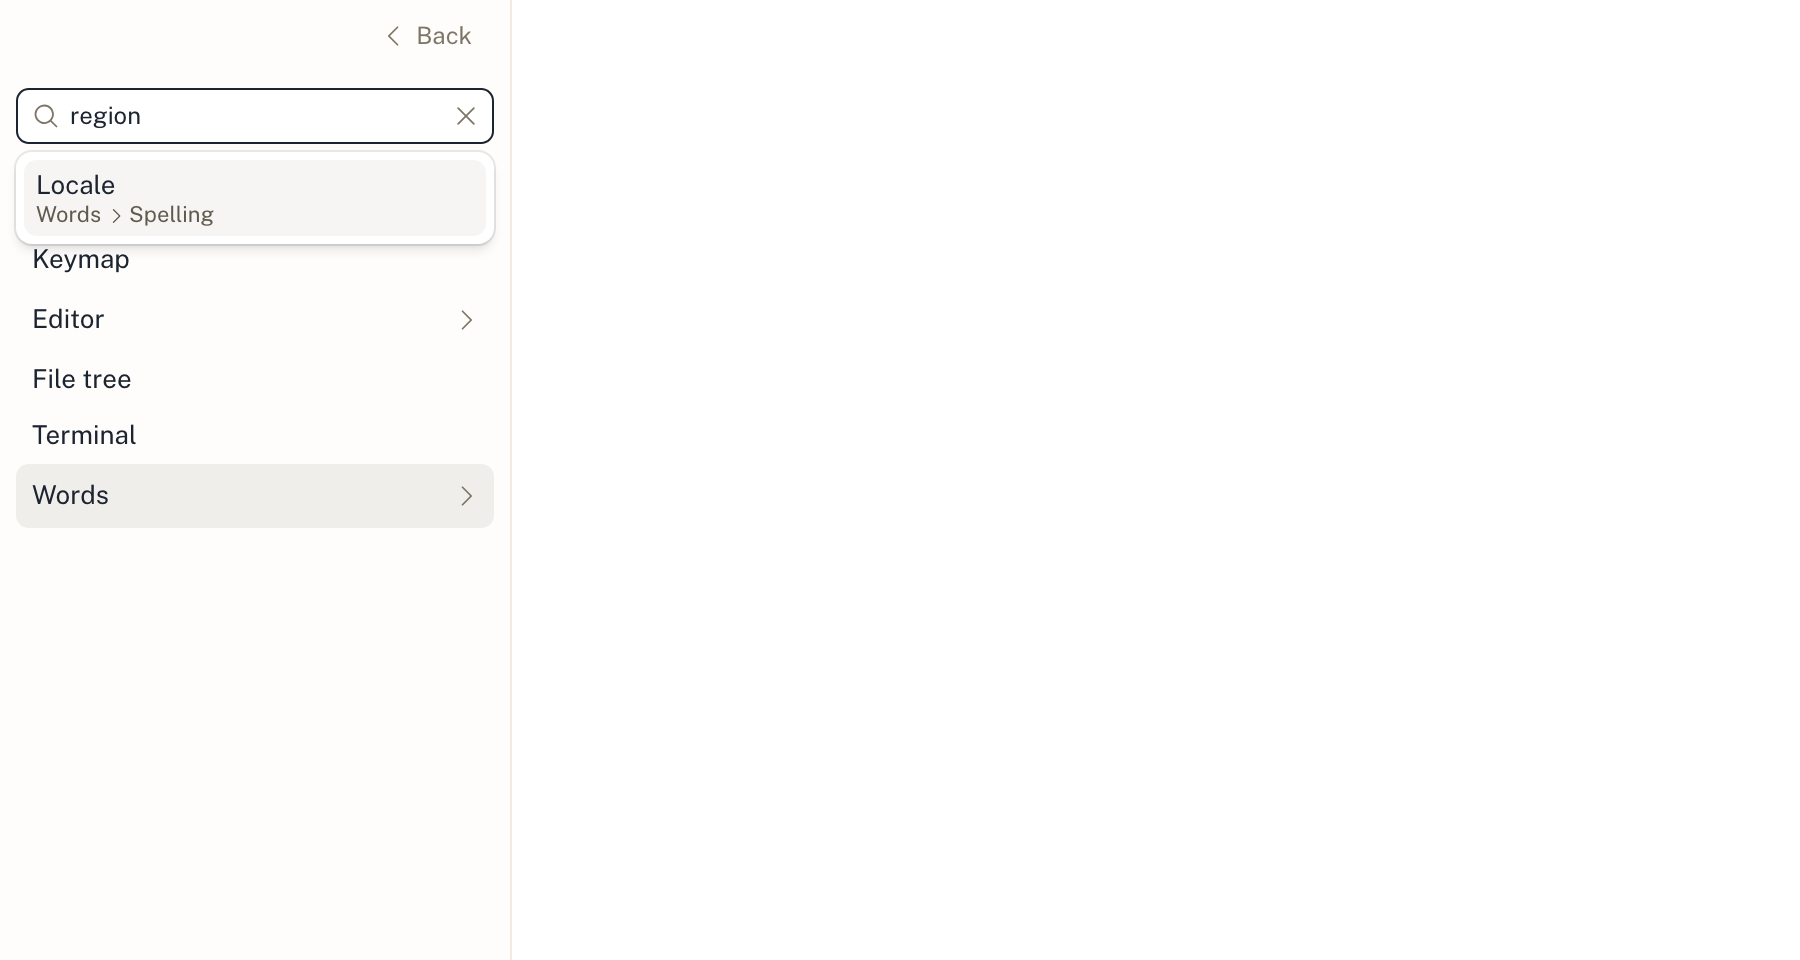 Back
region
Locale
Words > Spelling
Keymap
Editor
File tree
Terminal
Words